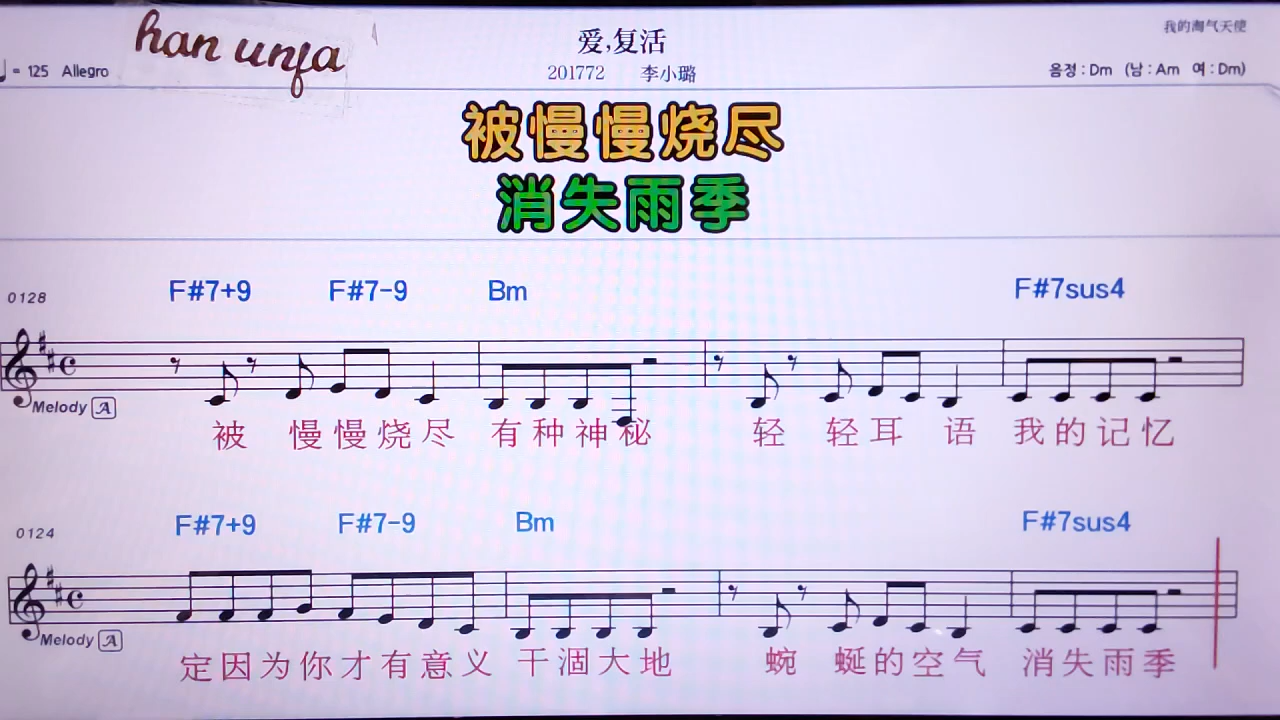 han unfa
爱,复活
我的淘气天使
♩= 125 Allegro
201772 李小璐
음정 : Dm (남 : Am 여 : Dm)
被慢慢烧尽
消失雨季
0128 F#7+9 F#7-9 Bm F#7sus4
Melody A
被 慢慢烧尽 有种神秘 轻 轻耳 语 我的记忆
0124 F#7+9 F#7-9 Bm F#7sus4
Melody A
定因为你才有意义 干涸大地 蜿 蜒的空气 消失雨季